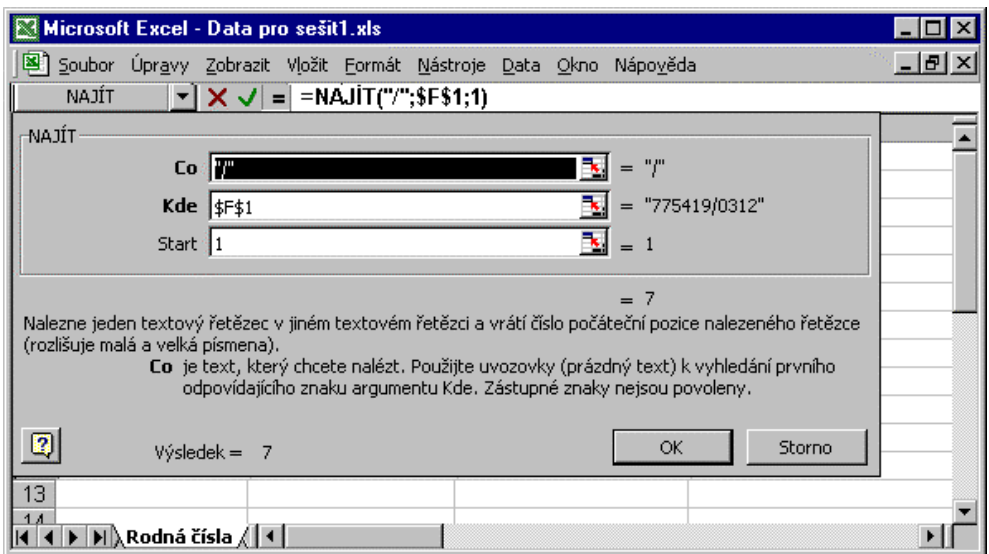 Microsoft Excel - Data pro sešit1.xls
Soubor Úpravy Zobrazit Vložit Formát Nástroje Data Okno Nápověda
NAJÍT = =NAJÍT("/";$F$1;1)
NAJÍT
Co "/" = "/"
Kde $F$1 = "775419/0312"
Start 1 = 1
= 7
Nalezne jeden textový řetězec v jiném textovém řetězci a vrátí číslo počáteční pozice nalezeného řetězce
(rozlišuje malá a velká písmena).
Co je text, který chcete nalézt. Použijte uvozovky (prázdný text) k vyhledání prvního
odpovídajícího znaku argumentu Kde. Zástupné znaky nejsou povoleny.
Výsledek = 7 OK Storno
13
14
Rodná čísla